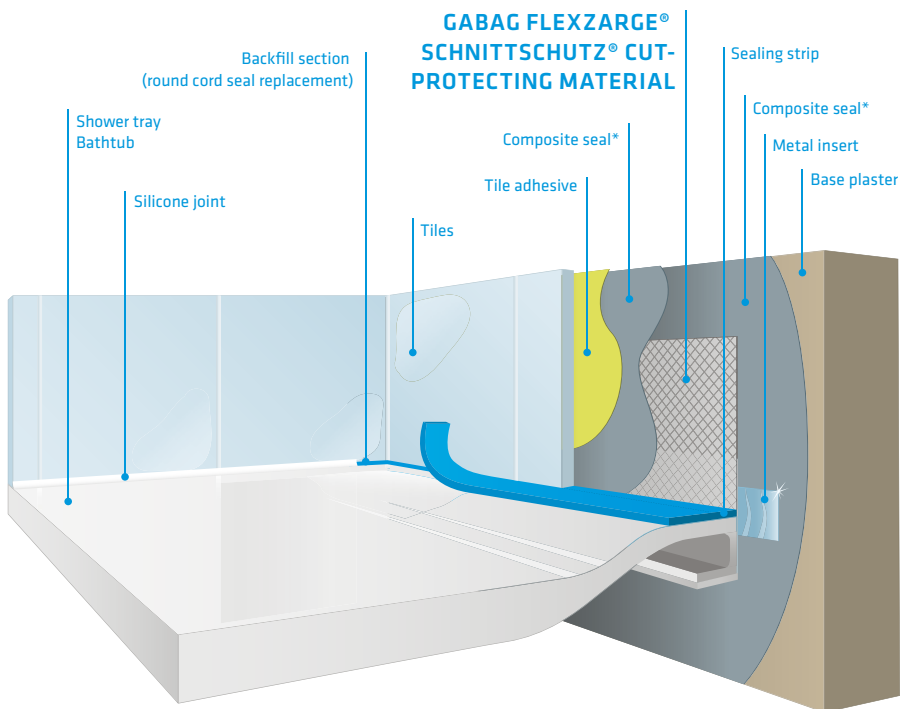 GABAG FLEXZARGE®
SCHNITTSCHUTZ® CUT-
PROTECTING MATERIAL
Backfill section
(round cord seal replacement)
Sealing strip
Shower tray
Bathtub
Composite seal*
Composite seal*
Metal insert
Tile adhesive
Base plaster
Silicone joint
Tiles